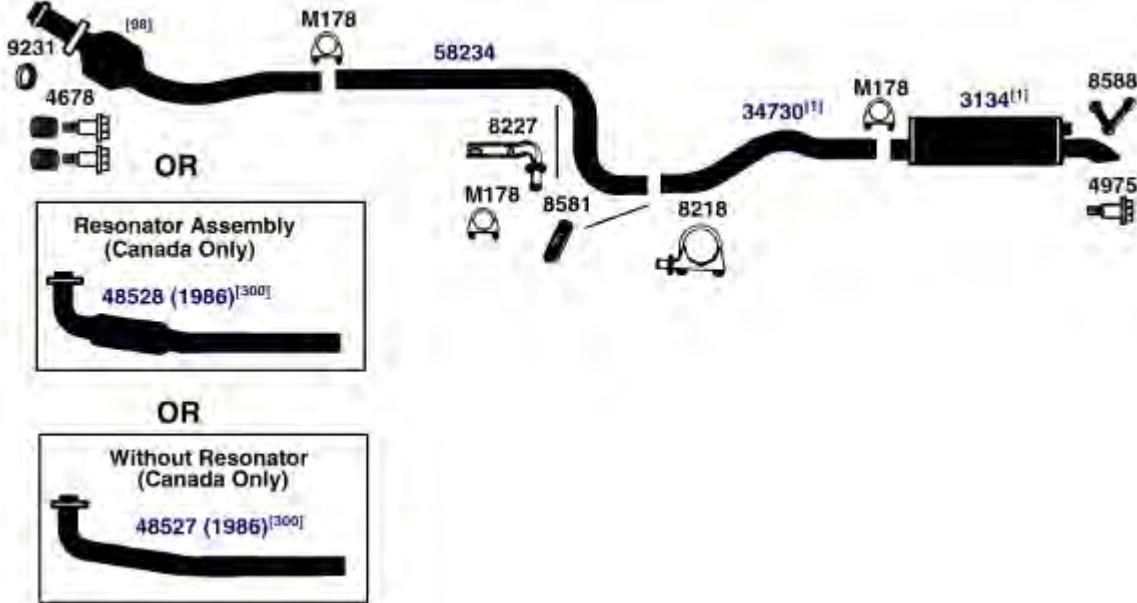 [98]
M178
9231
58234
4678
M178
34730[1]
3134[1]
8588
8227
OR
M178
8581
8218
4975
Resonator Assembly
(Canada Only)
48528 (1986)[300]
OR
Without Resonator
(Canada Only)
48527 (1986)[300]